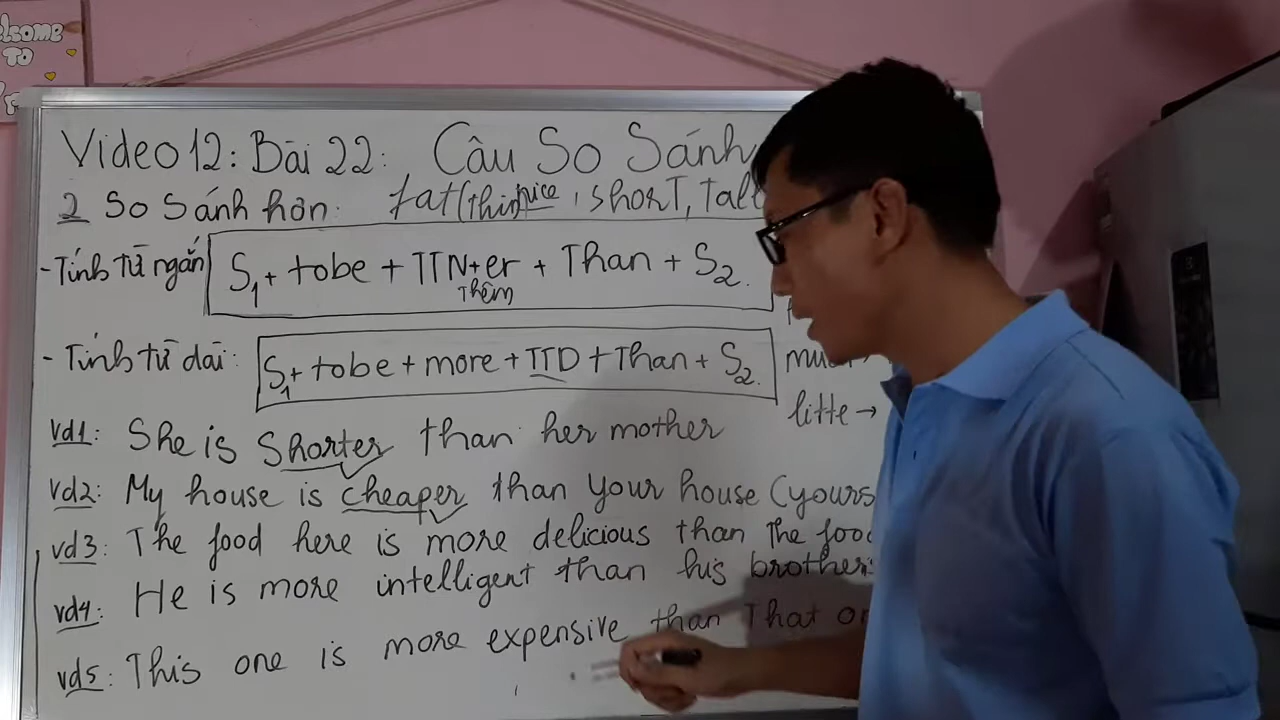 Video 12: Bài 22: Câu So Sánh
2 So Sánh hơn: fat (thin) nice, short, Tall
- Tính từ ngắn S1 + tobe + TTN+er + Than + S2.
Thêm
- Tính từ dài: S1 + tobe + more + TTD + Than + S2.
litte →
vd1: She is Shorter than her mother
vd2: My house is cheaper than your house (yours
vd3: The food here is more delicious than The food
vd4: He is more intelligent than his brother
vd5: This one is more expensive than That
TO